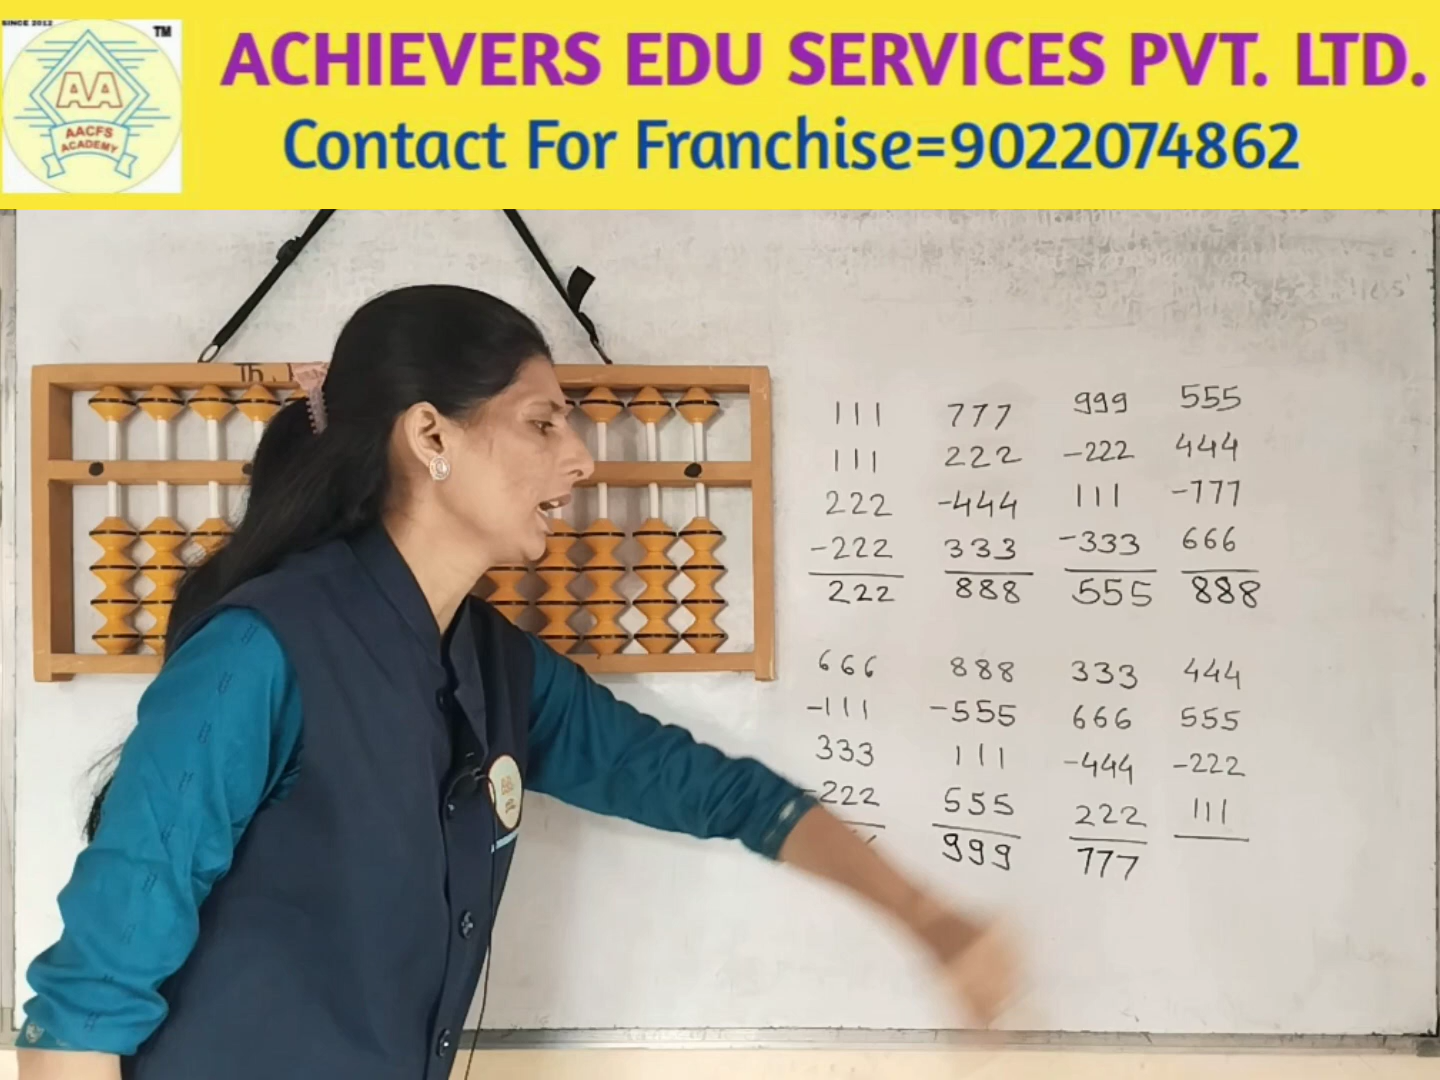 SINCE 2012
TM
AA
AACFS
ACADEMY
ACHIEVERS EDU SERVICES PVT. LTD.
Contact For Franchise=9022074862
111 777 999 555
111 222 -222 444
222 -444 111 -777
-222 333 -333 666
222 888 555 888
666 888 333 444
-111 -555 666 555
333 111 -444 -222
-222 555 222 111
999 777